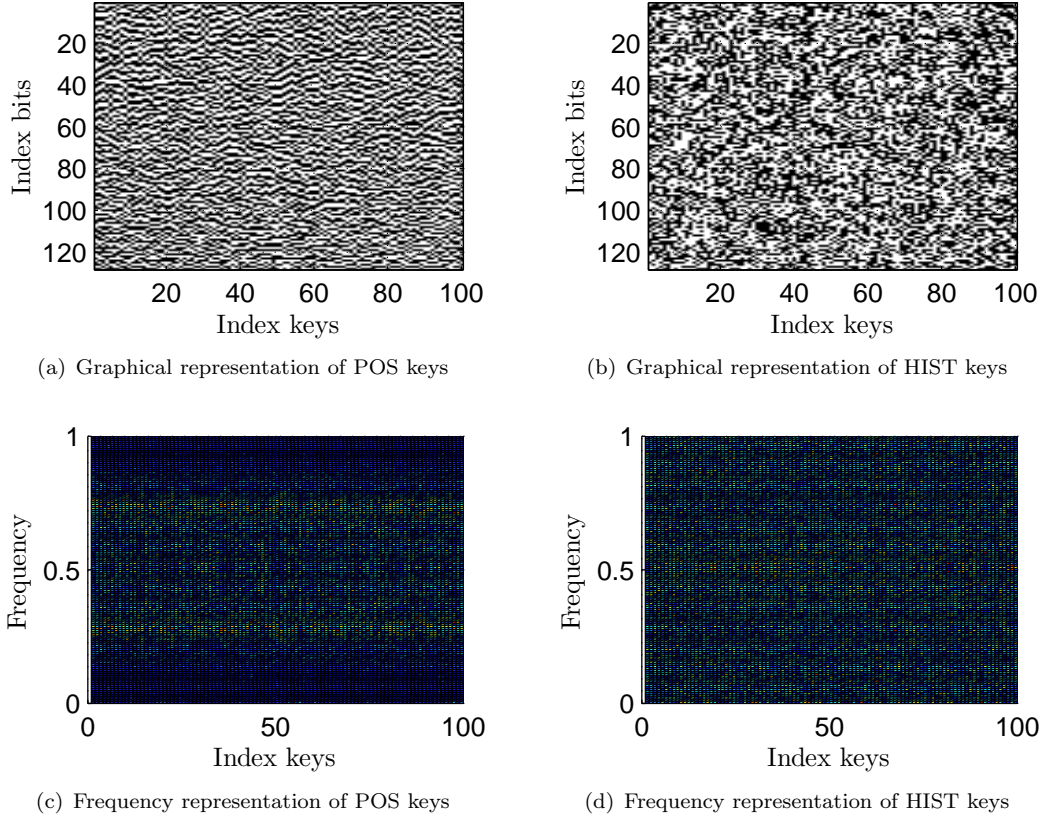 20
40
60
80
100
120
Index bits
20 40 60 80 100
Index keys
(a) Graphical representation of POS keys
20
40
60
80
100
120
Index bits
20 40 60 80 100
Index keys
(b) Graphical representation of HIST keys
1
0.5
0
Frequency
0 50 100
Index keys
(c) Frequency representation of POS keys
1
0.5
0
Frequency
0 50 100
Index keys
(d) Frequency representation of HIST keys